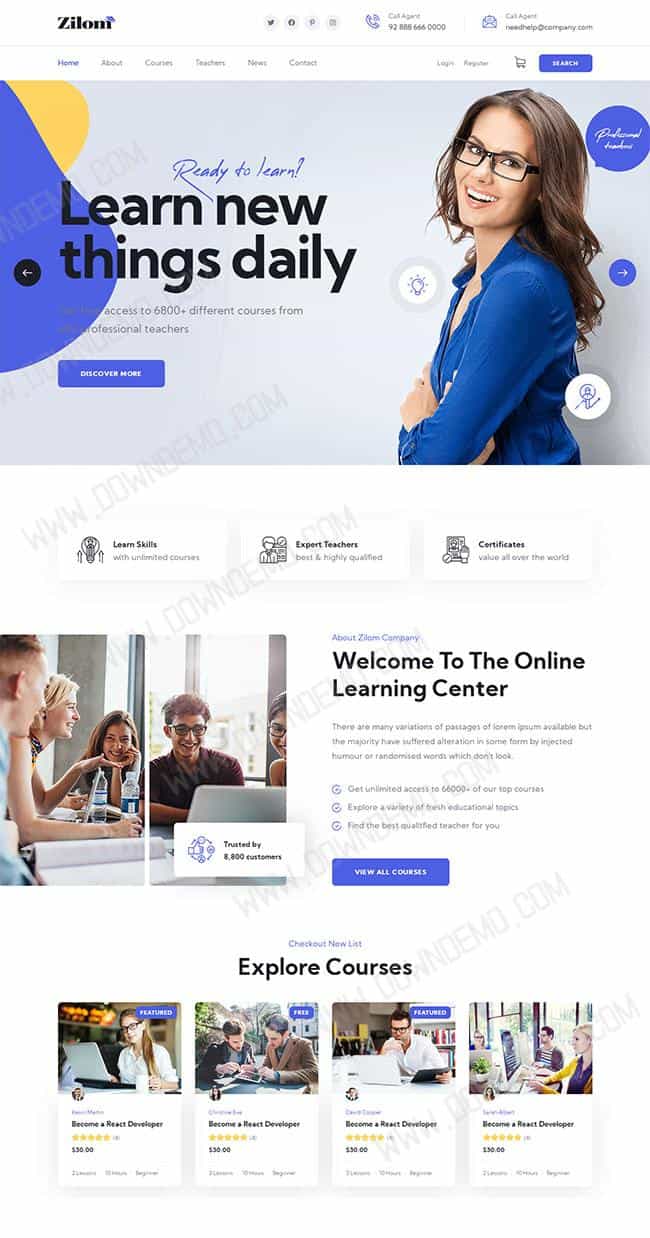 Zilom
Call Agent
92 888 666 0000
Call Agent
needhelp@company.com
Home
About
Courses
Teachers
News
Contact
Login
Register
SEARCH
Professional
teachers
Ready to learn?
Learn new
things daily
access to 6800+ different courses from
professional teachers
DISCOVER MORE
WWW.DOWNDEMO.COM
Learn Skills
with unlimited courses
Expert Teachers
best & highly qualified
Certificates
value all over the world
About Zilom Company
Welcome To The Online
Learning Center
There are many variations of passages of lorem ipsum available but
the majority have suffered alteration in some form by injected
humour or randomised words which don't look.
Get unlimited access to 66000+ of our top courses
Explore a variety of fresh educational topics
Find the best qualitfied teacher for you
Trusted by
8,800 customers
VIEW ALL COURSES
Checkout New List
Explore Courses
FEATURED
Kevin Martin
Become a React Developer
(4)
$30.00
2 Lessons
10 Hours
Beginner
FREE
Christine Eve
Become a React Developer
(4)
$30.00
2 Lessons
10 Hours
Beginner
FEATURED
David Cooper
Become a React Developer
(4)
$30.00
2 Lessons
10 Hours
Beginner
Sarah Albert
Become a React Developer
(4)
$30.00
2 Lessons
10 Hours
Beginner